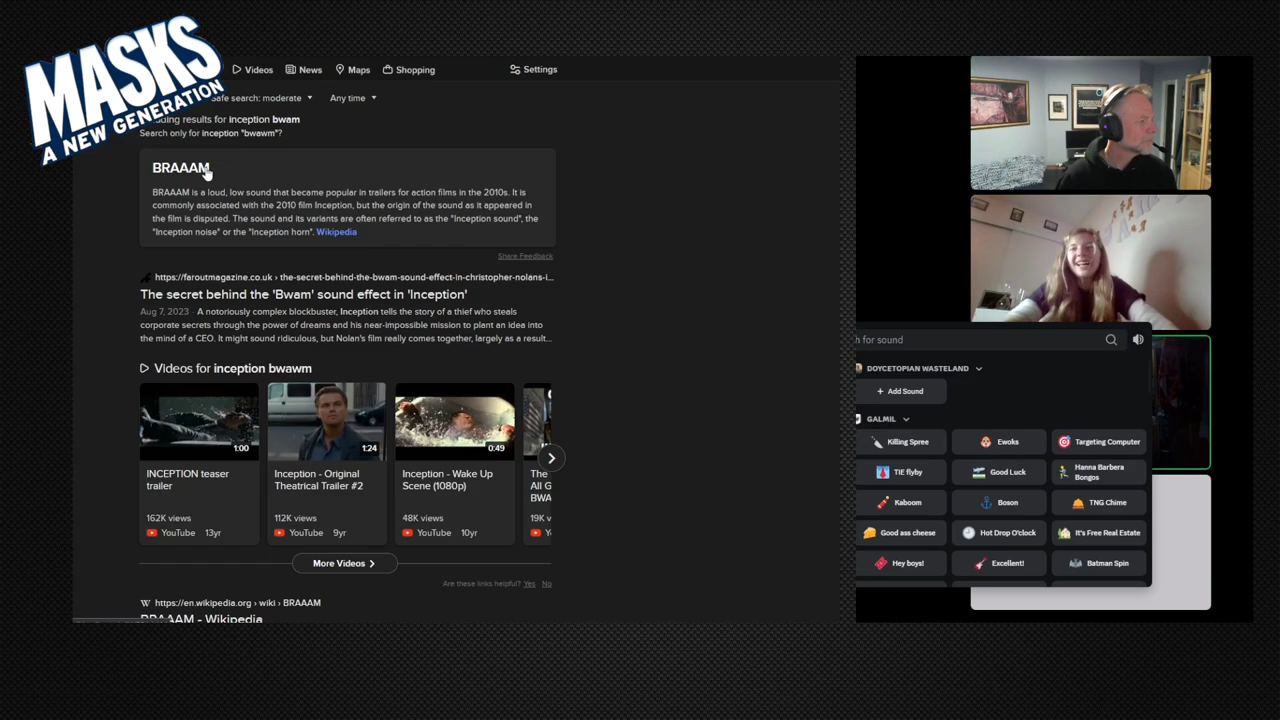 MASKS
A NEW GENERATION
Videos
News
Maps
Shopping
Settings
Safe search: moderate
Any time
results for inception bwam
Search only for inception "bwawm"?
BRAAAM
BRAAAM is a loud, low sound that became popular in trailers for action films in the 2010s. It is
commonly associated with the 2010 film Inception, but the origin of the sound as it appeared in
the film is disputed. The sound and its variants are often referred to as the "Inception sound", the
"Inception noise" or the "Inception horn". Wikipedia
Share Feedback
https://faroutmagazine.co.uk › the-secret-behind-the-bwam-sound-effect-in-christopher-nolans-i...
The secret behind the 'Bwam' sound effect in 'Inception'
Aug 7, 2023 · A notoriously complex blockbuster, Inception tells the story of a thief who steals
corporate secrets through the power of dreams and his near-impossible mission to plant an idea into
the mind of a CEO. It might sound ridiculous, but Nolan's film really comes together, largely as a result...
Videos for inception bwawm
1:00
1:24
0:49
INCEPTION teaser
trailer
162K views
YouTube 13yr
Inception - Original
Theatrical Trailer #2
112K views
YouTube 9yr
Inception - Wake Up
Scene (1080p)
48K views
YouTube 10yr
The
All G
BWA
19K v
More Videos
Are these links helpful? Yes No
https://en.wikipedia.org › wiki › BRAAAM
BRAAAM - Wikipedia
h for sound
DOYCETOPIAN WASTELAND
+ Add Sound
GALMIL
Killing Spree
Ewoks
Targeting Computer
TIE flyby
Good Luck
Hanna Barbera
Bongos
Kaboom
Boson
TNG Chime
Good ass cheese
Hot Drop O'clock
It's Free Real Estate
Hey boys!
Excellent!
Batman Spin